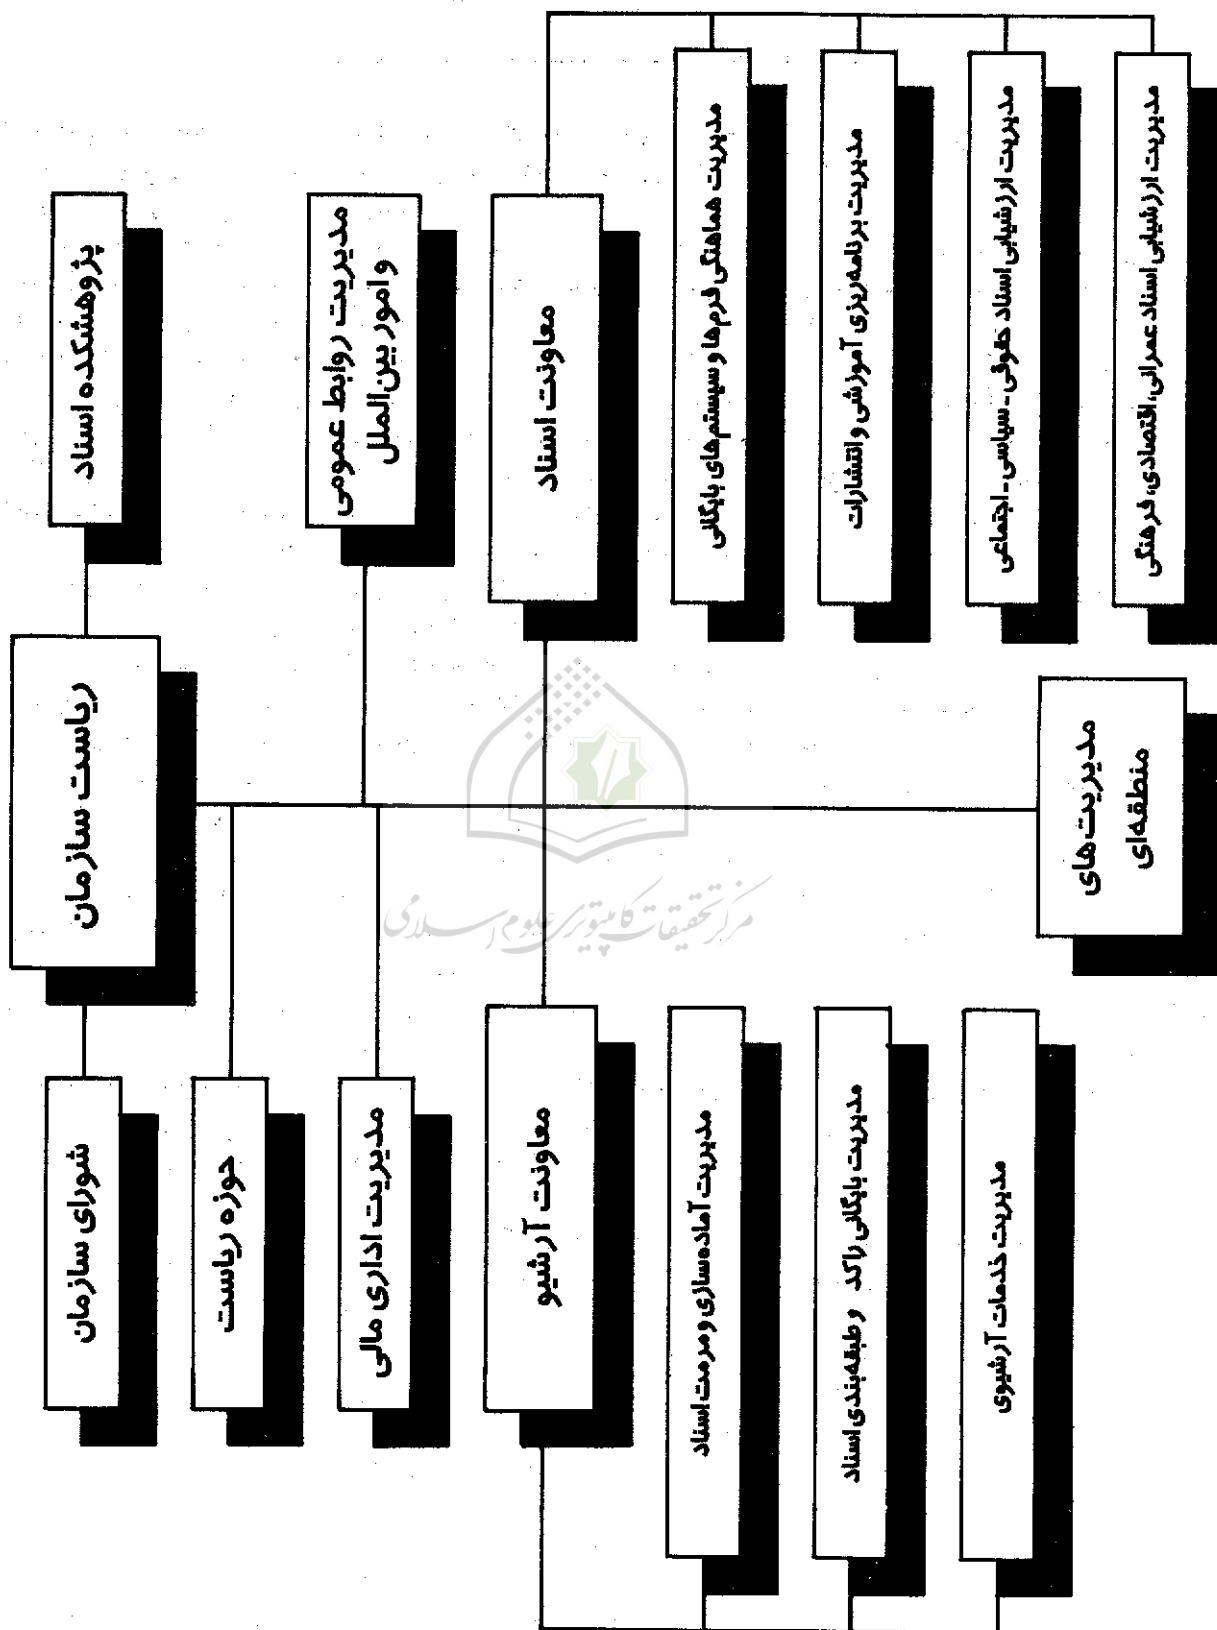 ریاست سازمان
پژوهشکده اسناد
شورای سازمان
حوزه ریاست
مدیریت روابط عمومی
و امور بین‌الملل
مدیریت اداری مالی
معاونت اسناد
معاونت آرشیو
مدیریت هماهنگی فرم‌ها و سیستم‌های بایگانی
مدیریت برنامه‌ریزی آموزشی و انتشارات
مدیریت ارزشیابی اسناد حقوقی - سیاسی - اجتماعی
مدیریت ارزشیابی اسناد عمرانی، اقتصادی، فرهنگی
مدیریت آماده‌سازی و مرمت اسناد
مدیریت بایگانی راکد و طبقه‌بندی اسناد
مدیریت خدمات آرشیوی
مدیریت‌های
منطقه‌ای
مرکز تحقیقات کامپیوتری علوم اسلامی